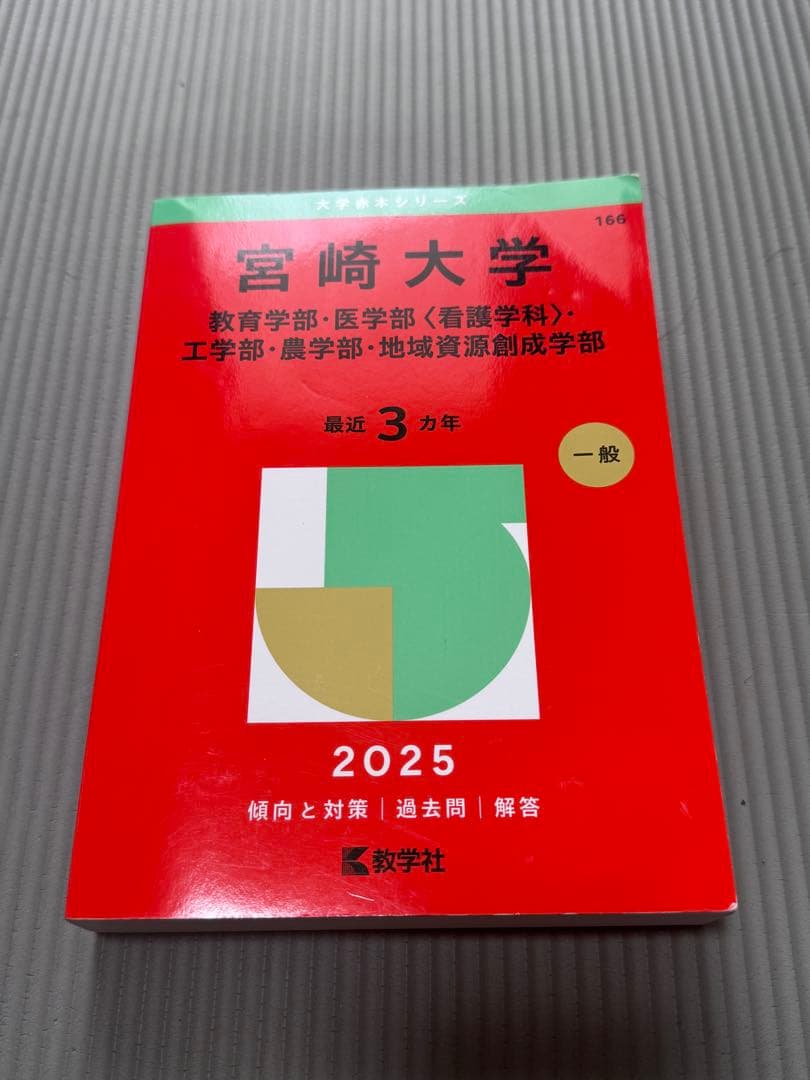 大学赤本シリーズ
166
宮崎大学
教育学部・医学部〈看護学科〉・
工学部・農学部・地域資源創成学部
最近3カ年
一般
2025
傾向と対策|過去問|解答
教学社